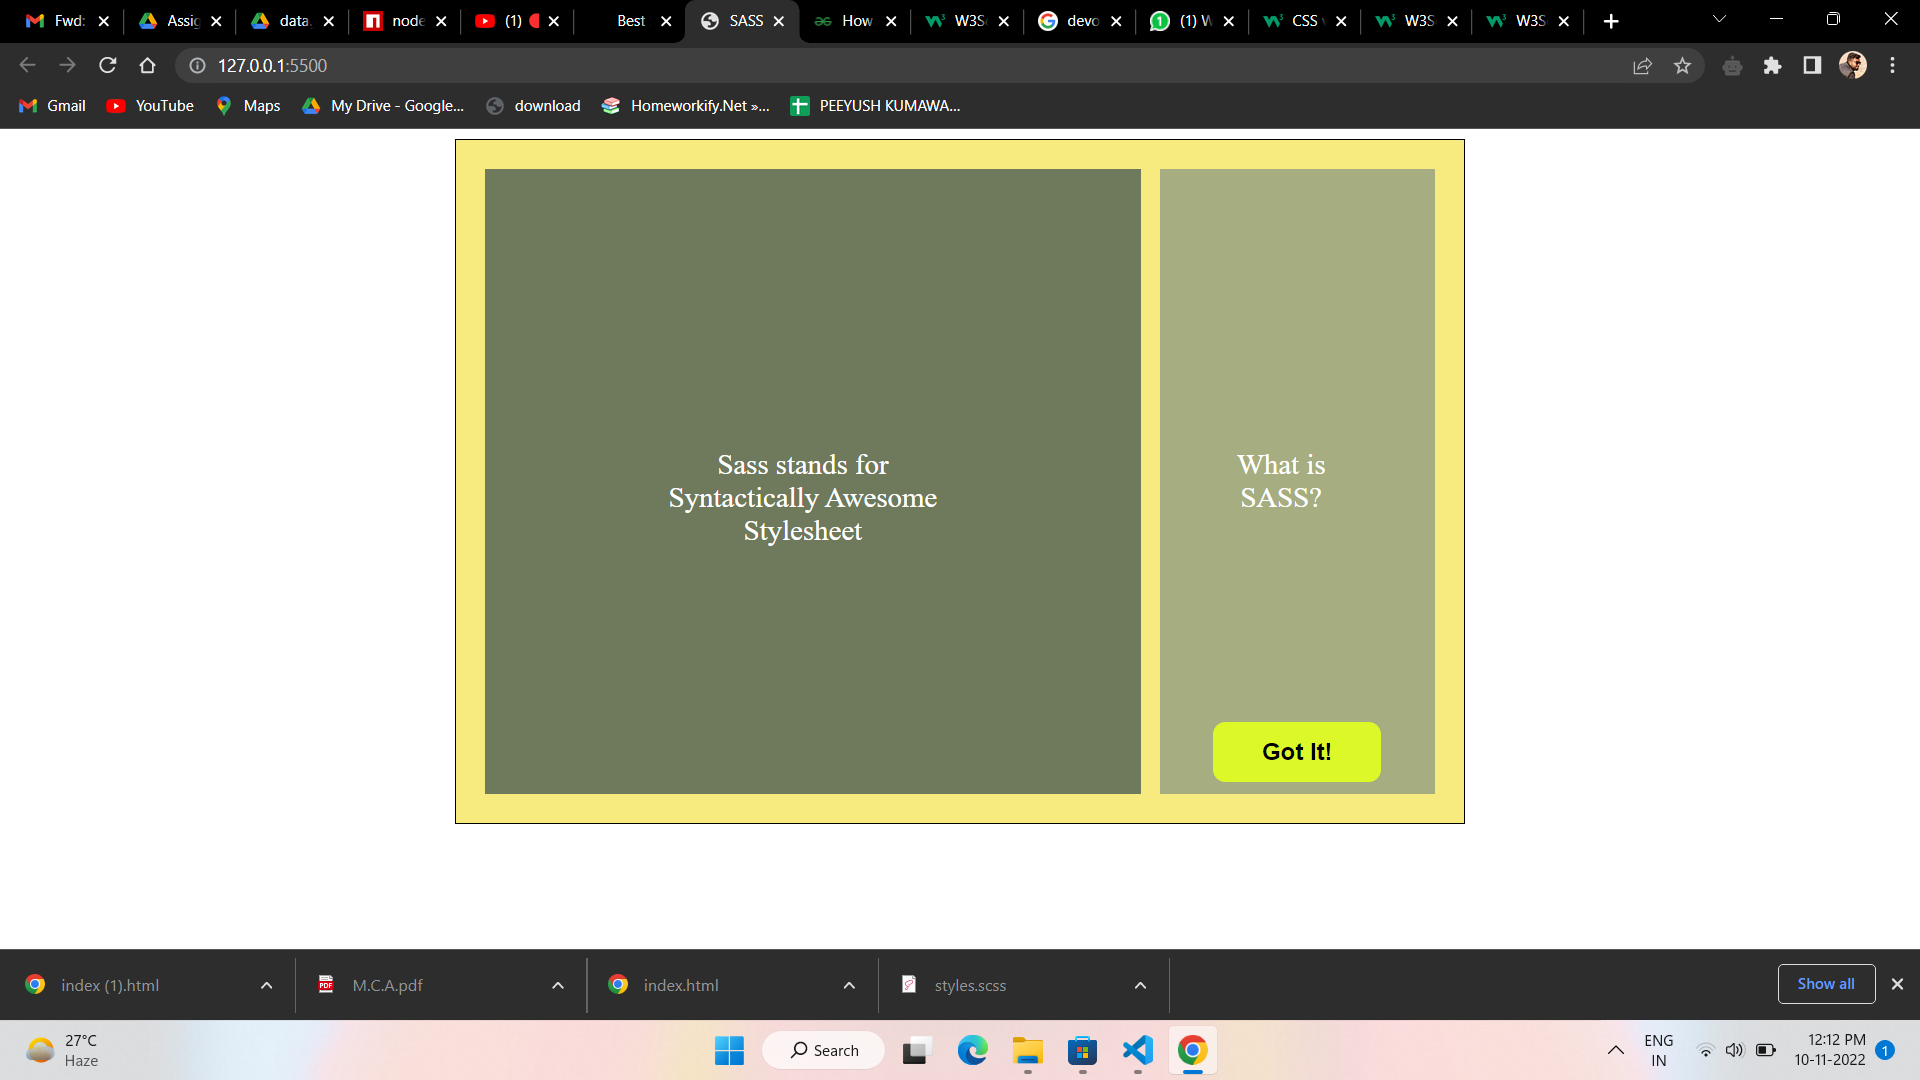 Fwd:
Assig
data.
node
(1)
Best
SASS
How
W3S
devo
(1) W
CSS
W3S
W3S
127.0.0.1:5500
Gmail
YouTube
Maps
My Drive - Google...
download
Homeworkify.Net »...
PEEYUSH KUMAWA...
Sass stands for
Syntactically Awesome
Stylesheet
What is
SASS?
Got It!
index (1).html
M.C.A.pdf
index.html
styles.scss
Show all
27°C
Haze
Search
ENG
IN
12:12 PM
10-11-2022
1